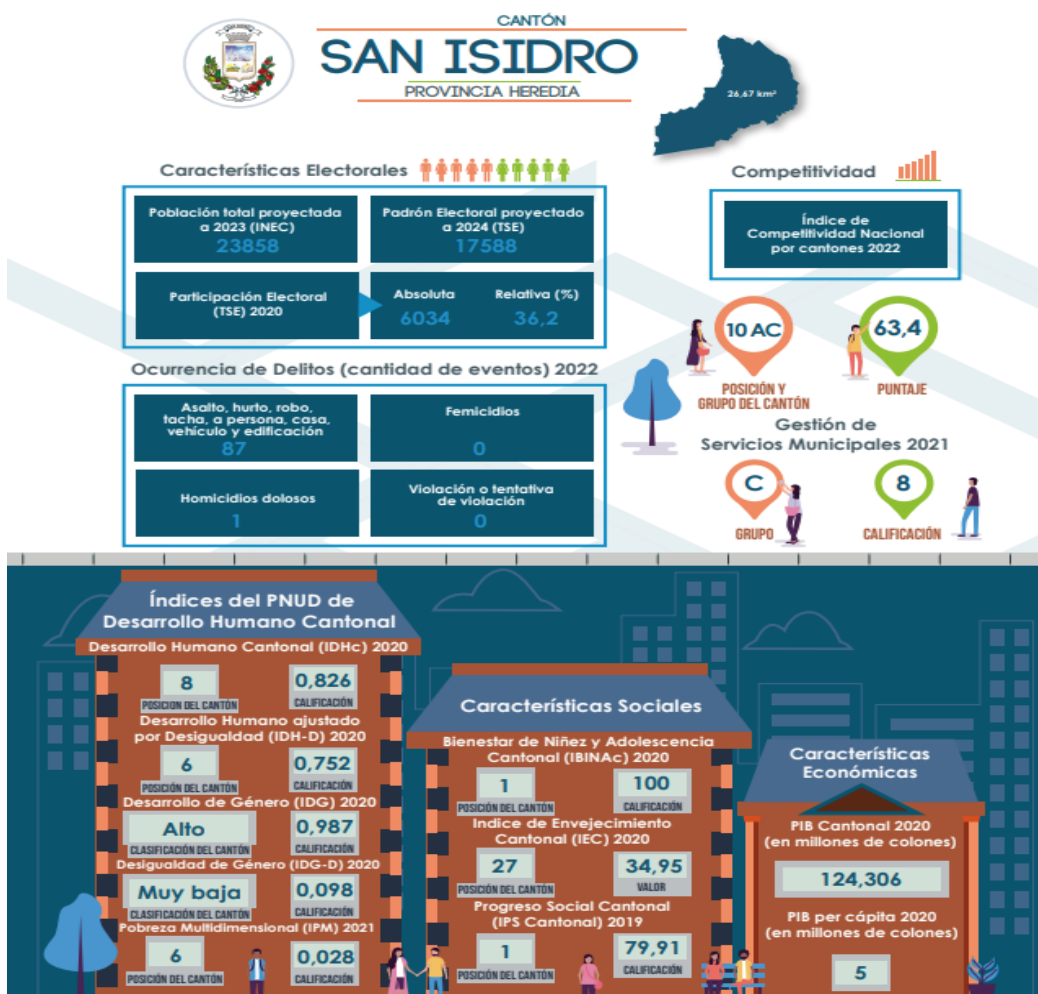 CANTÓN
SAN ISIDRO
PROVINCIA HEREDIA
26,67 km²
Características Electorales
Población total proyectada
a 2023 (INEC)
23858
Padrón Electoral proyectado
a 2024 (TSE)
17588
Participación Electoral
(TSE) 2020
Absoluta
6034
Relativa (%)
36,2
Ocurrencia de Delitos (cantidad de eventos) 2022
Asalto, hurto, robo,
tacha, a persona, casa,
vehículo y edificación
87
Femicidios
0
Homicidios dolosos
1
Violación o tentativa
de violación
0
Competitividad
Índice de
Competitividad Nacional
por cantones 2022
10 AC
POSICIÓN Y
GRUPO DEL CANTÓN
63,4
PUNTAJE
Gestión de
Servicios Municipales 2021
C
GRUPO
8
CALIFICACIÓN
Índices del PNUD de
Desarrollo Humano Cantonal
Desarrollo Humano Cantonal (IDHc) 2020
8
POSICION DEL CANTÓN
0,826
CALIFICACIÓN
Desarrollo Humano ajustado
por Desigualdad (IDH-D) 2020
6
POSICIÓN DEL CANTÓN
0,752
CALIFICACIÓN
Desarrollo de Género (IDG) 2020
Alto
CLASIFICACIÓN DEL CANTÓN
0,987
CALIFICACIÓN
Desigualdad de Género (IDG-D) 2020
Muy baja
CLASIFICACIÓN DEL CANTÓN
0,098
CALIFICACIÓN
Pobreza Multidimensional (IPM) 2021
6
POSICIÓN DEL CANTÓN
0,028
CALIFICACIÓN
Características Sociales
Bienestar de Niñez y Adolescencia
Cantonal (IBINAc) 2020
1
POSICIÓN DEL CANTÓN
100
CALIFICACIÓN
Indice de Envejecimiento
Cantonal (IEC) 2020
27
POSICIÓN DEL CANTÓN
34,95
VALOR
Progreso Social Cantonal
(IPS Cantonal) 2019
1
POSICIÓN DEL CANTÓN
79,91
CALIFICACIÓN
Características
Económicas
PIB Cantonal 2020
(en millones de colones)
124,306
PIB per cápita 2020
(en millones de colones)
5